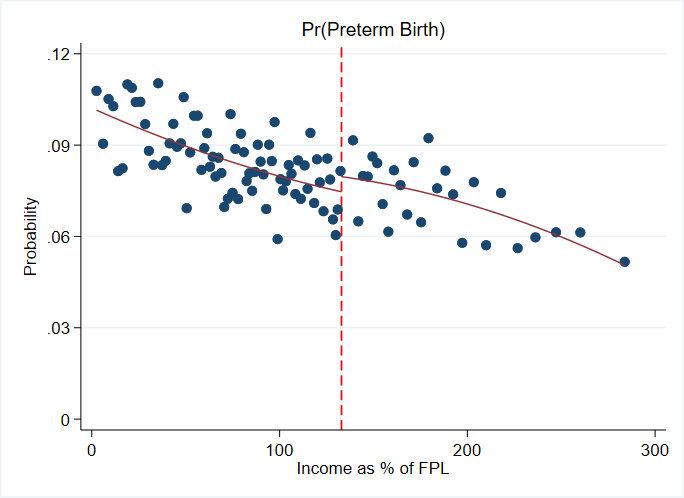 Pr(Preterm Birth)
.12
.09
.06
.03
0
Probability
0 100 200 300
Income as % of FPL